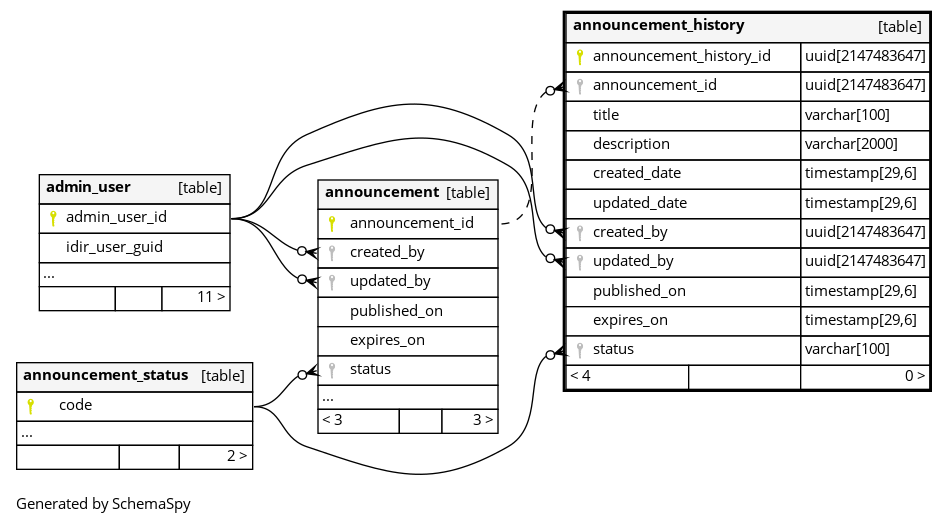 announcement_history [table]
announcement_history_id uuid[2147483647]
announcement_id uuid[2147483647]
title varchar[100]
description varchar[2000]
created_date timestamp[29,6]
updated_date timestamp[29,6]
created_by uuid[2147483647]
updated_by uuid[2147483647]
published_on timestamp[29,6]
expires_on timestamp[29,6]
status varchar[100]
< 4 0 >
admin_user [table]
admin_user_id
idir_user_guid
...
11 >
announcement [table]
announcement_id
created_by
updated_by
published_on
expires_on
status
...
< 3 3 >
announcement_status [table]
code
...
2 >
Generated by SchemaSpy